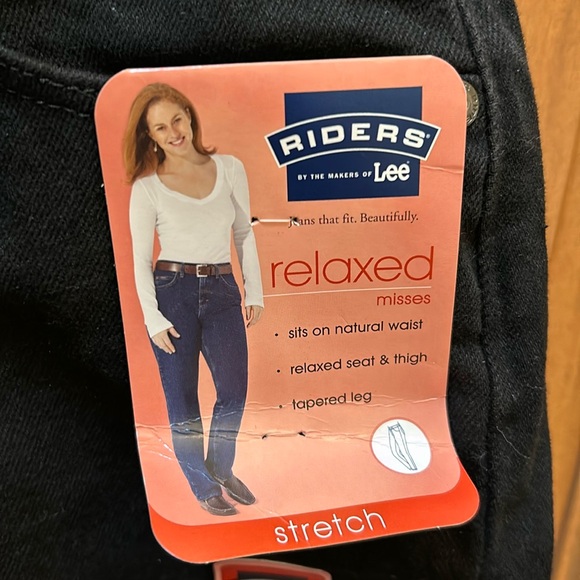 RIDERS®
BY THE MAKERS OF Lee®
Jeans that fit. Beautifully.
relaxed
misses
• sits on natural waist
• relaxed seat & thigh
• tapered leg
stretch